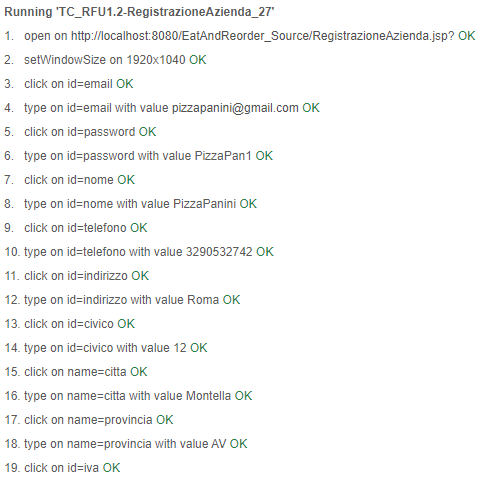 Running 'TC_RFU1.2-RegistrazioneAzienda_27'
1. open on http://localhost:8080/EatAndReorder_Source/RegistrazioneAzienda.jsp? OK
2. setWindowSize on 1920x1040 OK
3. click on id=email OK
4. type on id=email with value pizzapanini@gmail.com OK
5. click on id=password OK
6. type on id=password with value PizzaPan1 OK
7. click on id=nome OK
8. type on id=nome with value PizzaPanini OK
9. click on id=telefono OK
10. type on id=telefono with value 3290532742 OK
11. click on id=indirizzo OK
12. type on id=indirizzo with value Roma OK
13. click on id=civico OK
14. type on id=civico with value 12 OK
15. click on name=citta OK
16. type on name=citta with value Montella OK
17. click on name=provincia OK
18. type on name=provincia with value AV OK
19. click on id=iva OK